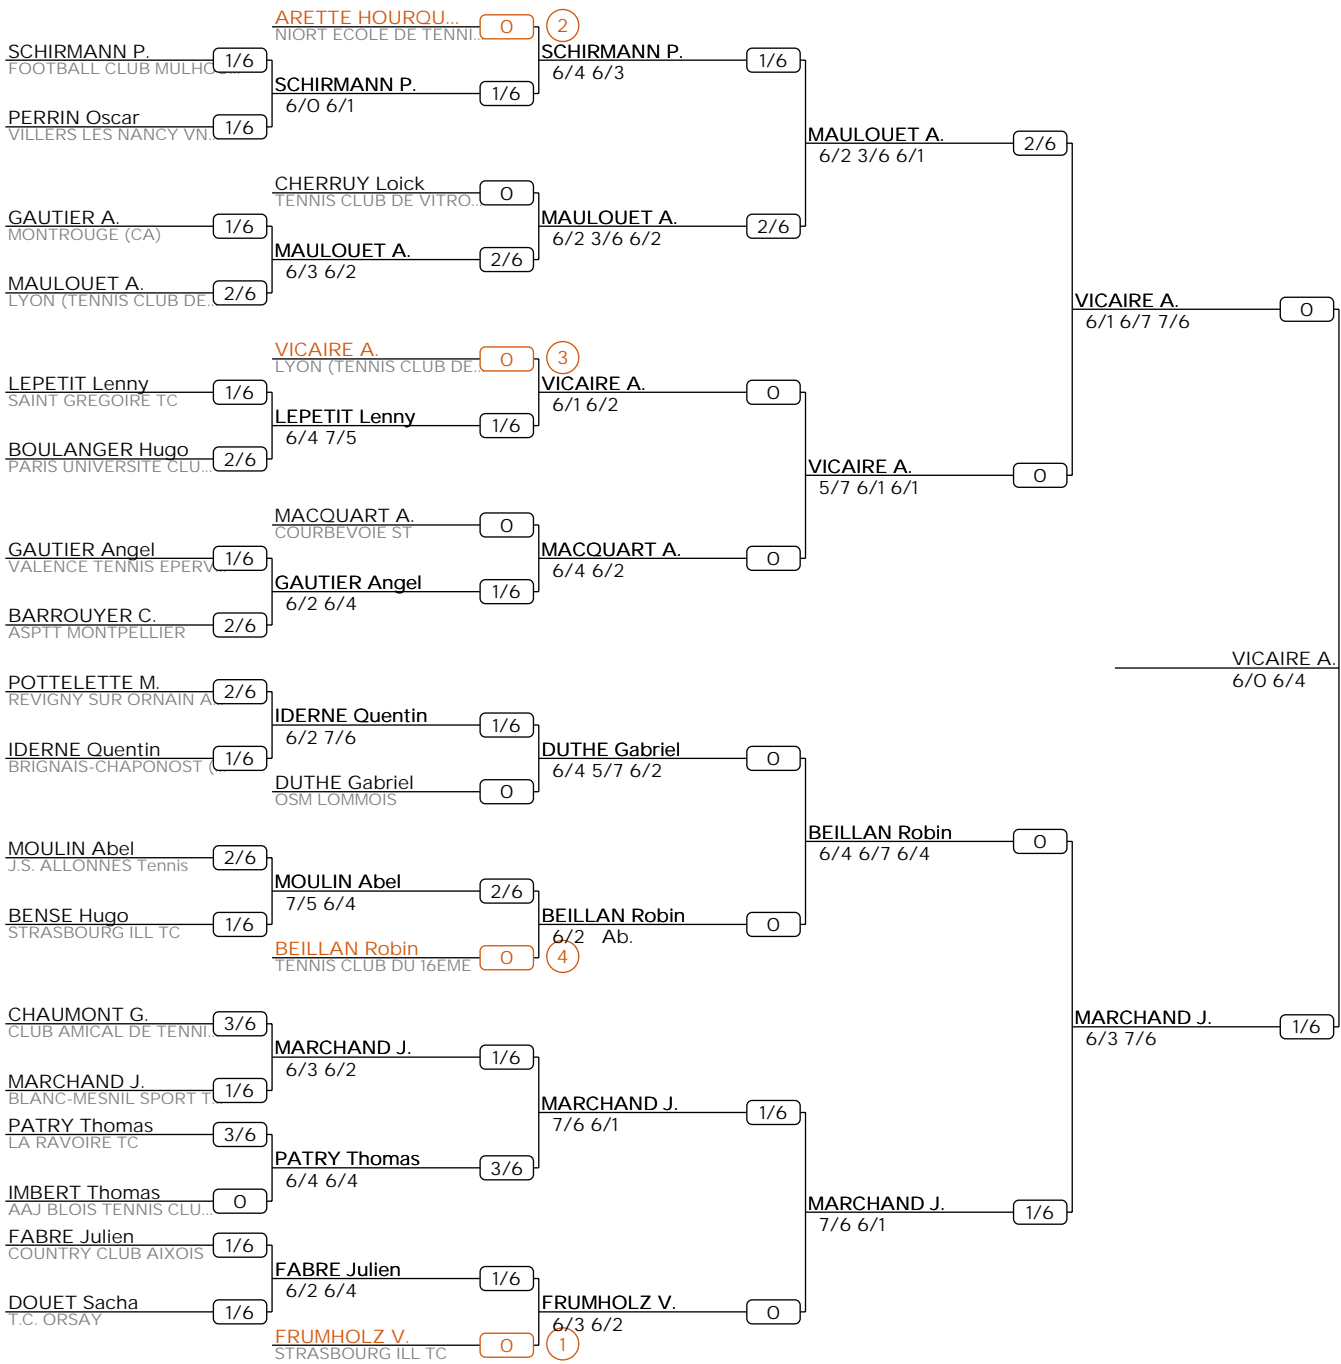 ARETTE HOURQU...
NIORT ECOLE DE TENNI...
0
2
SCHIRMANN P.
FOOTBALL CLUB MULHO...
1/6
SCHIRMANN P.
6/4 6/3
1/6
SCHIRMANN P.
6/0 6/1
1/6
PERRIN Oscar
VILLERS LES NANCY VN...
1/6
MAULOUET A.
6/2 3/6 6/1
2/6
CHERRUY Loick
TENNIS CLUB DE VITRO...
0
GAUTIER A.
MONTROUGE (CA)
1/6
MAULOUET A.
6/2 3/6 6/2
2/6
MAULOUET A.
6/3 6/2
2/6
MAULOUET A.
LYON (TENNIS CLUB DE...
2/6
VICAIRE A.
6/1 6/7 7/6
0
VICAIRE A.
LYON (TENNIS CLUB DE...
0
3
LEPETIT Lenny
SAINT GREGOIRE TC
1/6
VICAIRE A.
6/1 6/2
0
LEPETIT Lenny
6/4 7/5
1/6
BOULANGER Hugo
PARIS UNIVERSITE CLU...
2/6
VICAIRE A.
5/7 6/1 6/1
0
MACQUART A.
COURBEVOIE ST
0
GAUTIER Angel
VALENCE TENNIS EPERV...
1/6
MACQUART A.
6/4 6/2
0
GAUTIER Angel
6/2 6/4
1/6
BARROUYER C.
ASPTT MONTPELLIER
2/6
VICAIRE A.
6/0 6/4
POTTELETTE M.
REVIGNY SUR ORNAIN A...
2/6
IDERNE Quentin
6/2 7/6
1/6
IDERNE Quentin
BRIGNAIS-CHAPONOST (...
1/6
DUTHE Gabriel
6/4 5/7 6/2
0
DUTHE Gabriel
OSM LOMMOIS
0
BEILLAN Robin
6/4 6/7 6/4
0
MOULIN Abel
J.S. ALLONNES Tennis
2/6
MOULIN Abel
7/5 6/4
2/6
BENSE Hugo
STRASBOURG ILL TC
1/6
BEILLAN Robin
6/2 Ab.
0
BEILLAN Robin
TENNIS CLUB DU 16EME
0
4
CHAUMONT G.
CLUB AMICAL DE TENNI...
3/6
MARCHAND J.
6/3 7/6
1/6
MARCHAND J.
6/3 6/2
1/6
MARCHAND J.
BLANC-MESNIL SPORT T...
1/6
MARCHAND J.
7/6 6/1
1/6
PATRY Thomas
LA RAVOIRE TC
3/6
PATRY Thomas
6/4 6/4
3/6
IMBERT Thomas
AAJ BLOIS TENNIS CLU...
0
MARCHAND J.
7/6 6/1
1/6
FABRE Julien
COUNTRY CLUB AIXOIS
1/6
FABRE Julien
6/2 6/4
1/6
DOUET Sacha
T.C. ORSAY
1/6
FRUMHOLZ V.
6/3 6/2
0
FRUMHOLZ V.
STRASBOURG ILL TC
0
1